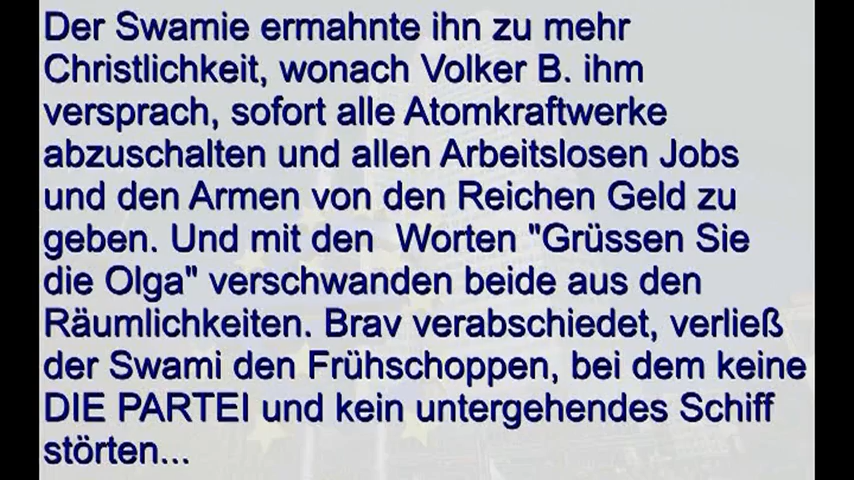 Der Swamie ermahnte ihn zu mehr
Christlichkeit, wonach Volker B. ihm
versprach, sofort alle Atomkraftwerke
abzuschalten und allen Arbeitslosen Jobs
und den Armen von den Reichen Geld zu
geben. Und mit den  Worten "Grüssen Sie
die Olga" verschwanden beide aus den
Räumlichkeiten. Brav verabschiedet, verließ
der Swami den Frühschoppen, bei dem keine
DIE PARTEI und kein untergehendes Schiff
störten...